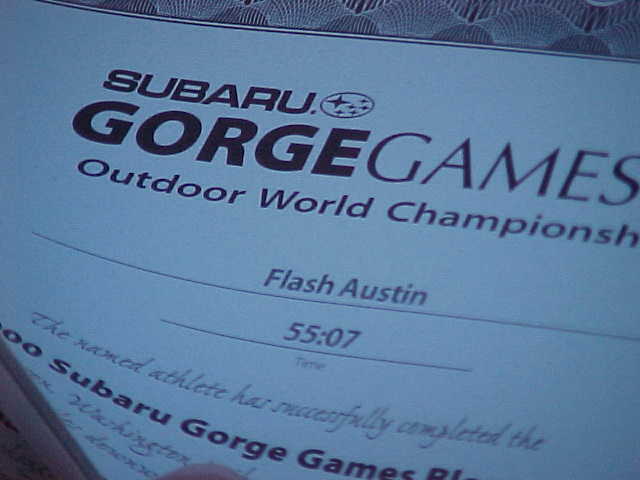 SUBARU.
GORGEGAMES
Outdoor World Championsh
Flash Austin
55:07
Time
The named athlete has successfully completed the
Subaru Gorge Games
Washington